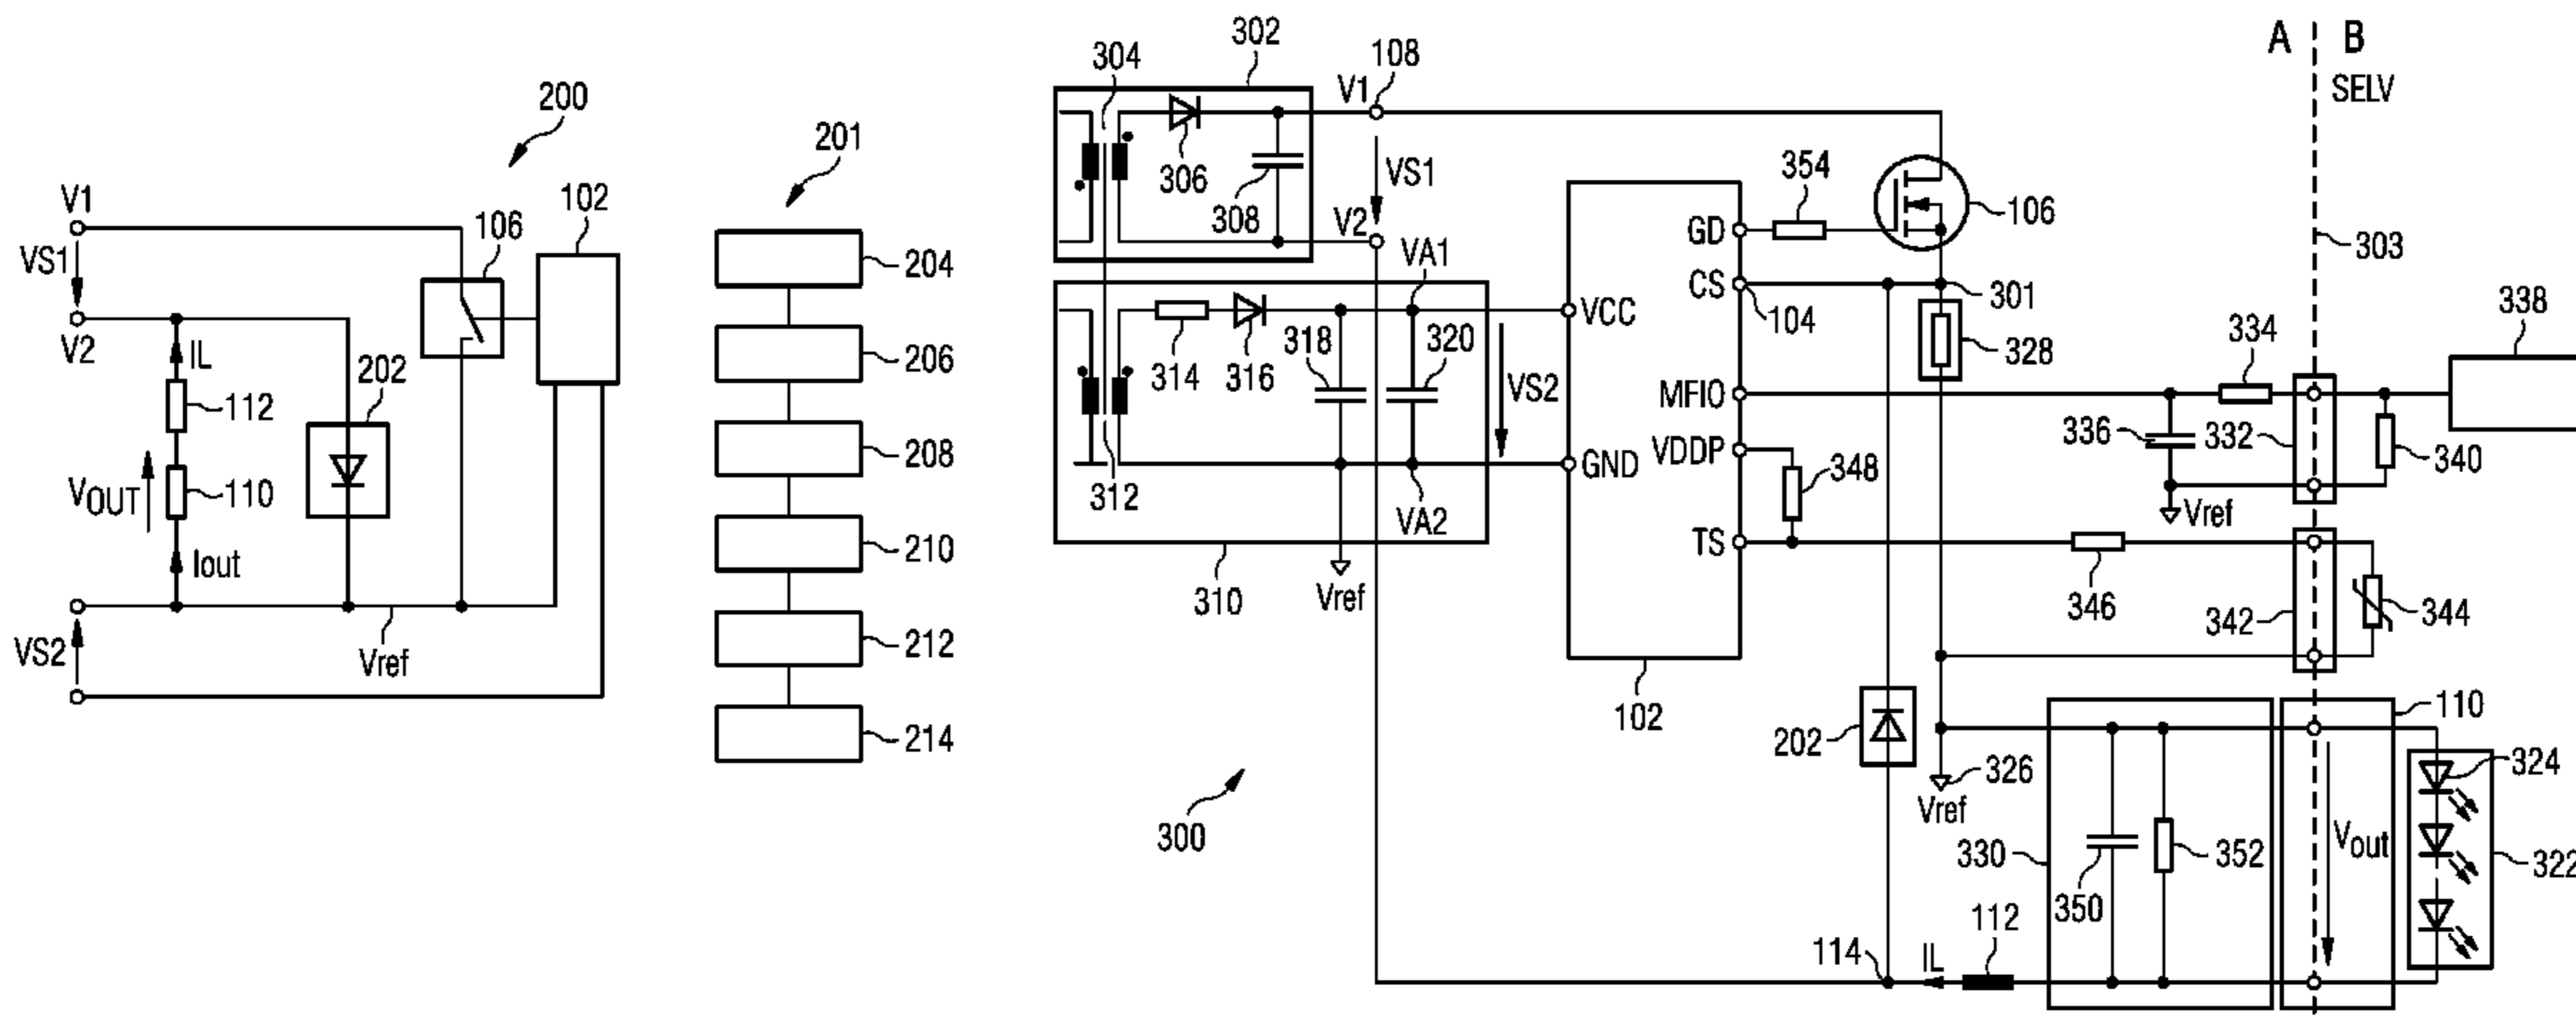 200
V1
VS1
V2
106
102
IL
112
202
VOUT
110
Iout
VS2
Vref
201
204
206
208
210
212
214
302
304
306
308
V1
108
VS1
V2
VA1
314
316
318
320
VS2
312
VA2
310
Vref
VCC
GND
GD
CS
MFIO
VDDP
TS
102
354
106
104
301
328
A
B
SELV
303
334
338
336
332
340
Vref
348
346
342
344
202
326
Vref
110
324
330
350
352
Vout
322
300
114
IL
112